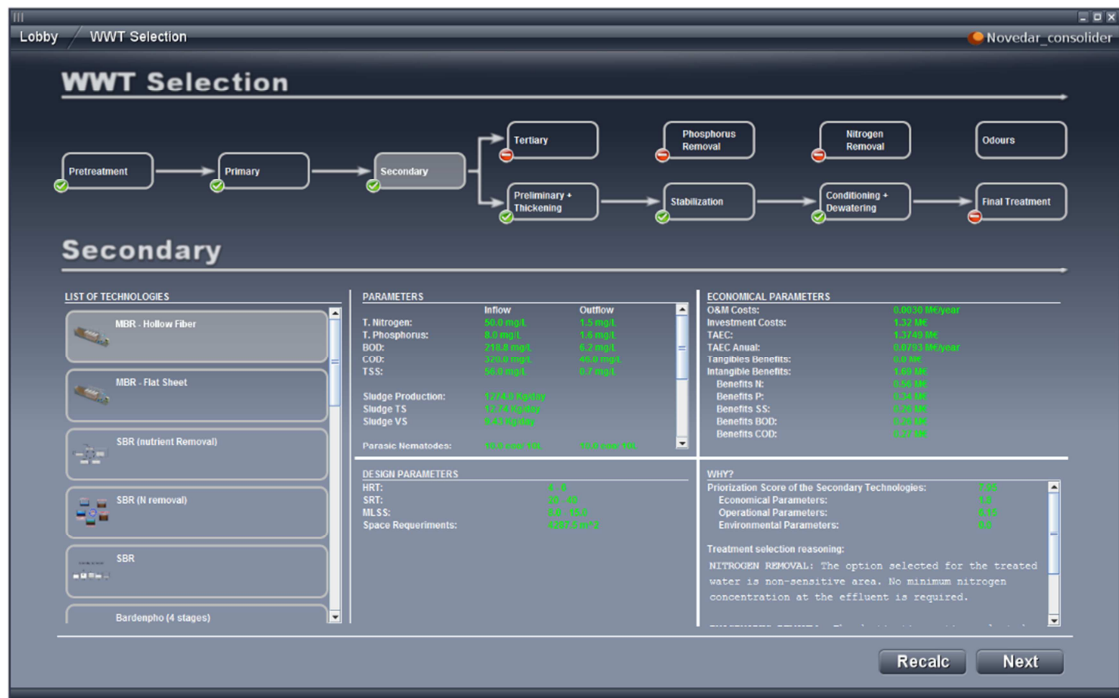 Lobby / WWT Selection
Novedar_consolider
WWT Selection
Pretreatment
Primary
Secondary
Tertiary
Phosphorus
Removal
Nitrogen
Removal
Odours
Preliminary +
Thickening
Stabilization
Conditioning +
Dewatering
Final Treatment
Secondary
LIST OF TECHNOLOGIES
MBR - Hollow Fiber
MBR - Flat Sheet
SBR (nutrient Removal)
SBR (N removal)
SBR
Bardenpho (4 stages)
PARAMETERS
Inflow Outflow
T. Nitrogen: 50.0 mg/L 1.5 mg/L
T. Phosphorus: 8.0 mg/L 1.6 mg/L
BOD: 218.8 mg/L 6.2 mg/L
COD: 320.0 mg/L
TSS: 56.0 mg/L 0.7 mg/L
Sludge Production: 1274.0 Kg/day
Sludge TS 12.74 Kg/day
Sludge VS
Parasic Nematodes:
DESIGN PARAMETERS
HRT:
SRT:
MLSS:
Space Requeriments:
ECONOMICAL PARAMETERS
O&M Costs: 0.0030 M€/year
Investment Costs: 1.32 M€
TAEC: 1.3749 M€
TAEC Anual: 0.0793 M€/year
Tangibles Benefits: 0.0 M€
Intangible Benefits: 1.69 M€
Benefits N: 0.56 M€
Benefits P: 0.34 M€
Benefits SS:
Benefits BOD:
Benefits COD:
WHY?
Priorization Score of the Secondary Technologies:
Economical Parameters:
Operational Parameters:
Environmental Parameters:
Treatment selection reasoning:
NITROGEN REMOVAL: The option selected for the treated
water is non-sensitive area. No minimum nitrogen
concentration at the effluent is required.
Recalc
Next